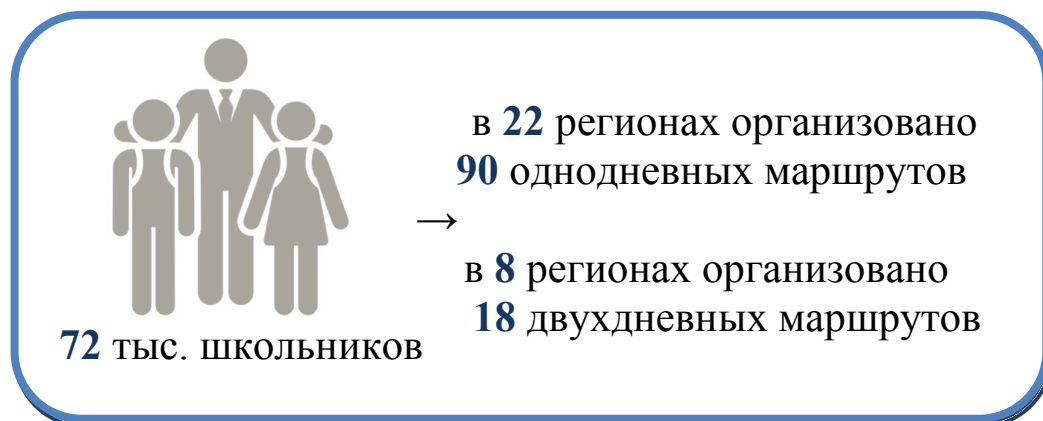 в 22 регионах организовано
90 однодневных маршрутов
→
в 8 регионах организовано
18 двухдневных маршрутов
72 тыс. школьников